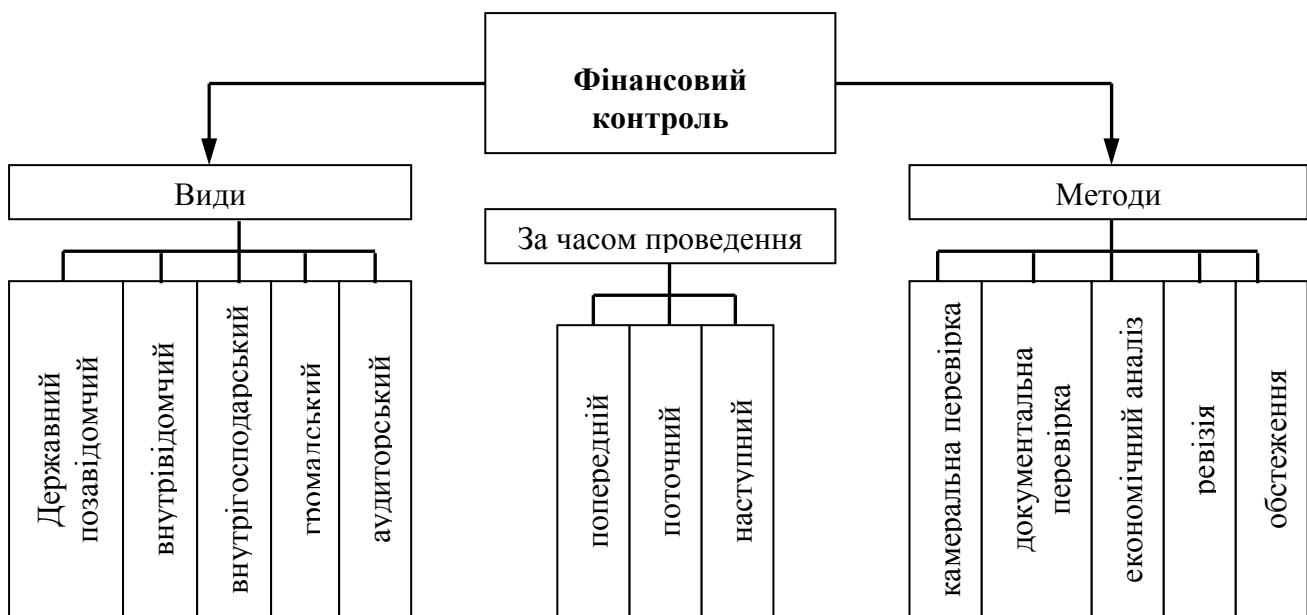 Фінансовий
контроль
Види
За часом проведення
Методи
Державний
позавідомчий
внутрівідомчий
внутрігосподарський
громалський
аудиторський
попередній
поточний
наступний
камеральна перевірка
документальна
перевірка
економічний аналіз
ревізія
обстеження